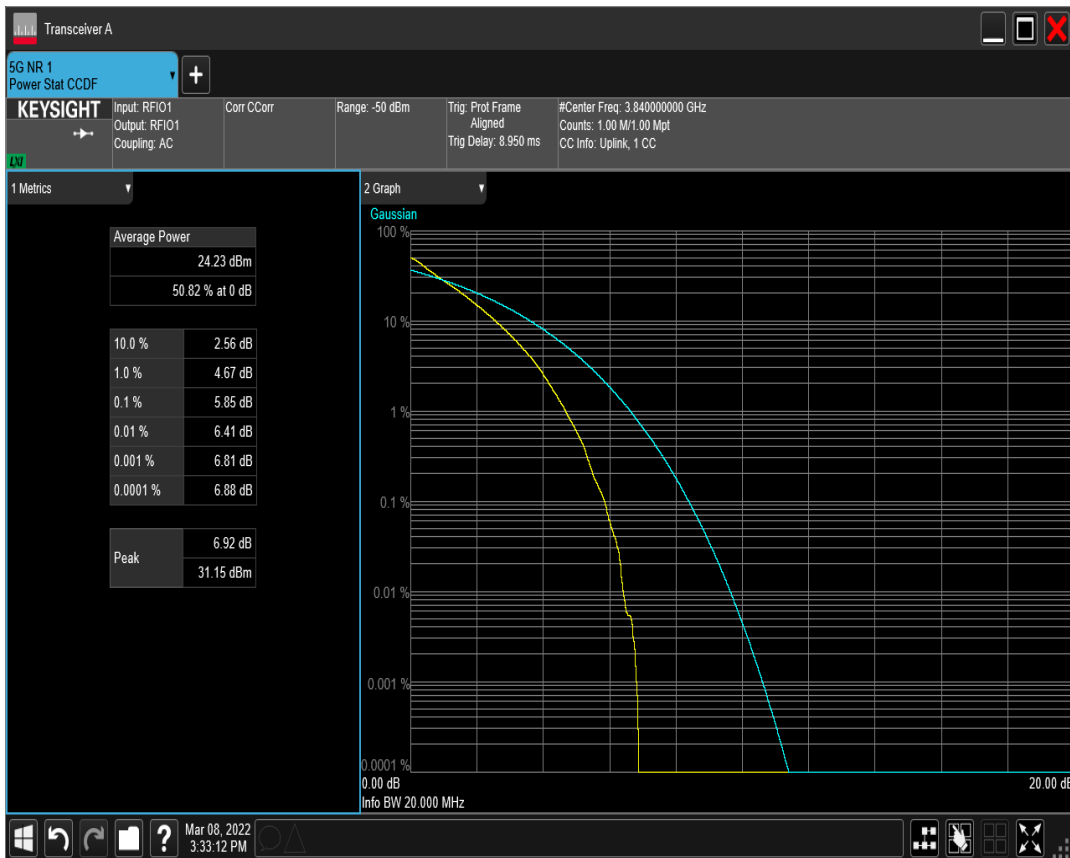 Transceiver A
5G NR 1
Power Stat CCDF
+
KEYSIGHT
LXI
Input: RFIO1
Output: RFIO1
Coupling: AC
Corr CCorr
Range: -50 dBm
Trig: Prot Frame
Aligned
Trig Delay: 8.950 ms
#Center Freq: 3.840000000 GHz
Counts: 1.00 M/1.00 Mpt
CC Info: Uplink, 1 CC
1 Metrics
Average Power
24.23 dBm
50.82 % at 0 dB
10.0 % 2.56 dB
1.0 % 4.67 dB
0.1 % 5.85 dB
0.01 % 6.41 dB
0.001 % 6.81 dB
0.0001 % 6.88 dB
Peak
6.92 dB
31.15 dBm
2 Graph
Gaussian
100 %
10 %
1 %
0.1 %
0.01 %
0.001 %
0.0001 %
0.00 dB 20.00 dB
Info BW 20.000 MHz
?
Mar 08, 2022
3:33:12 PM